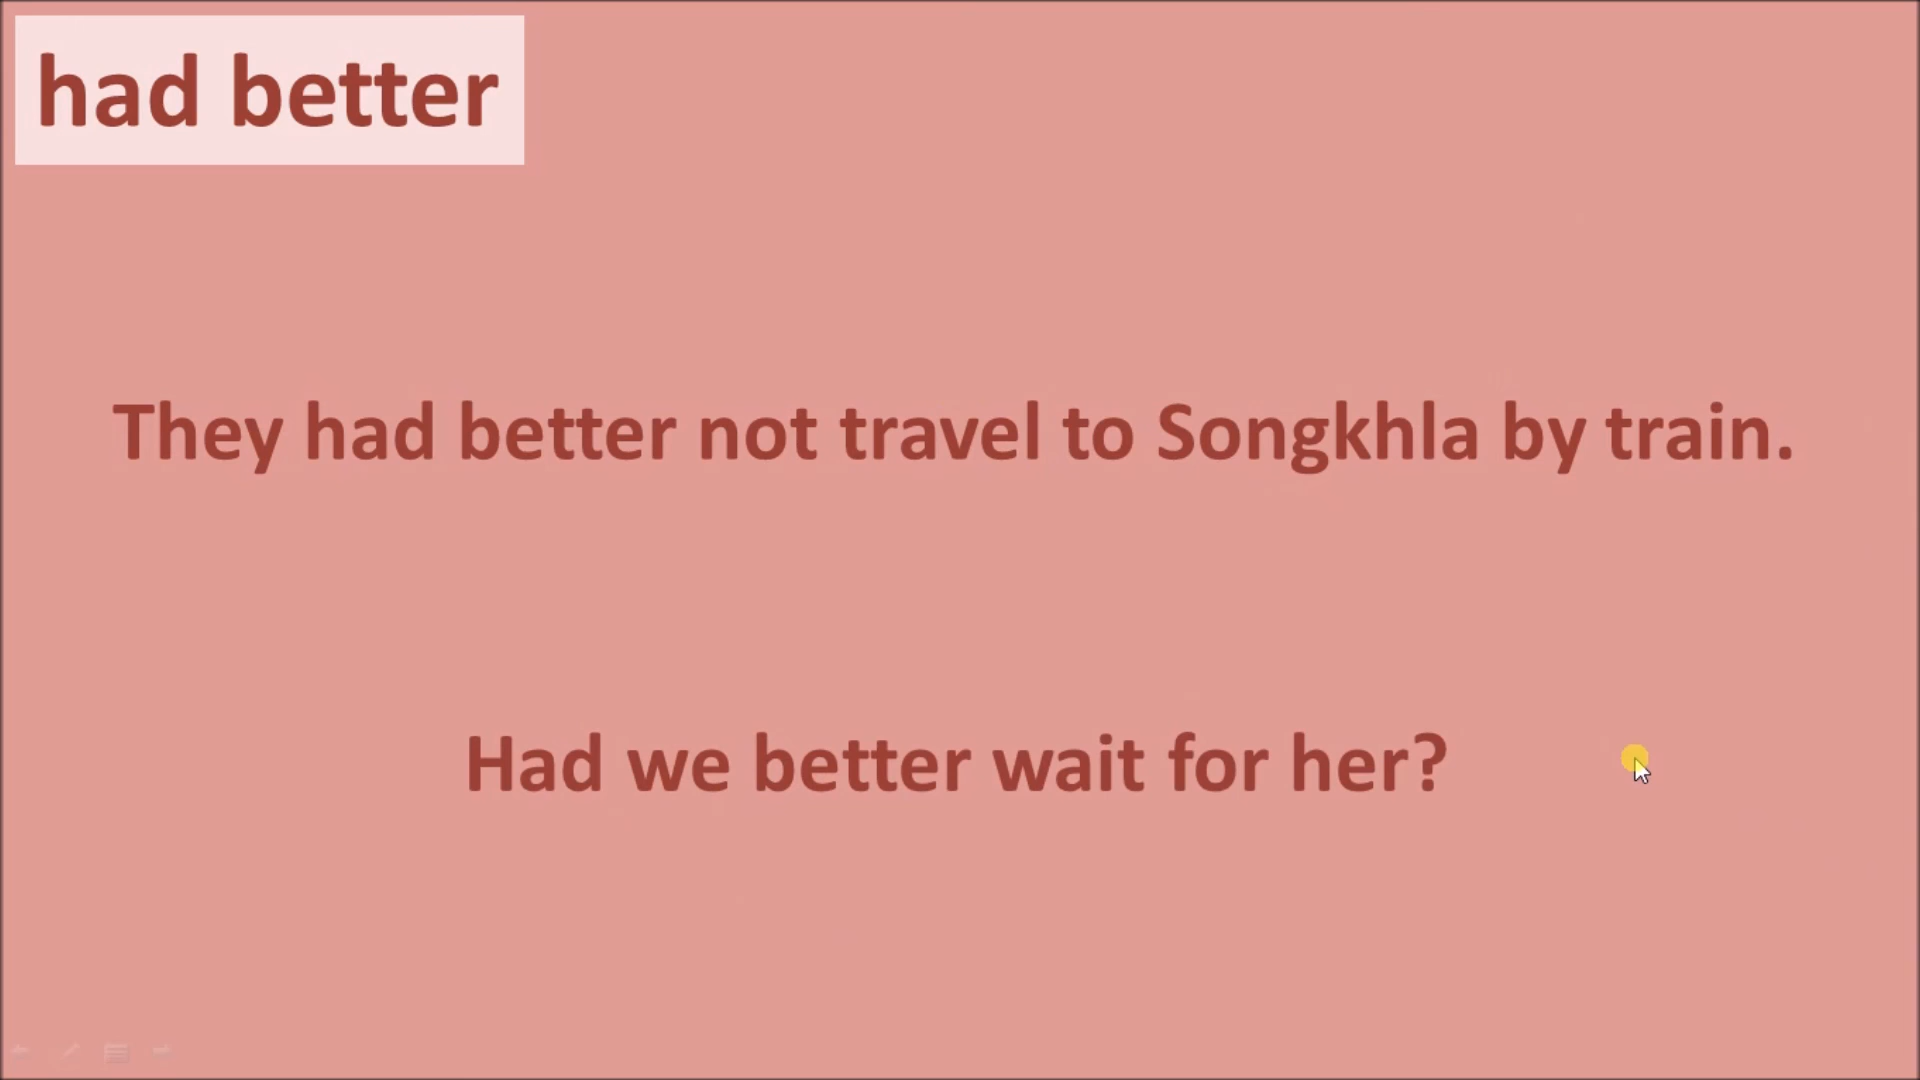 had better
They had better not travel to Songkhla by train.
Had we better wait for her?